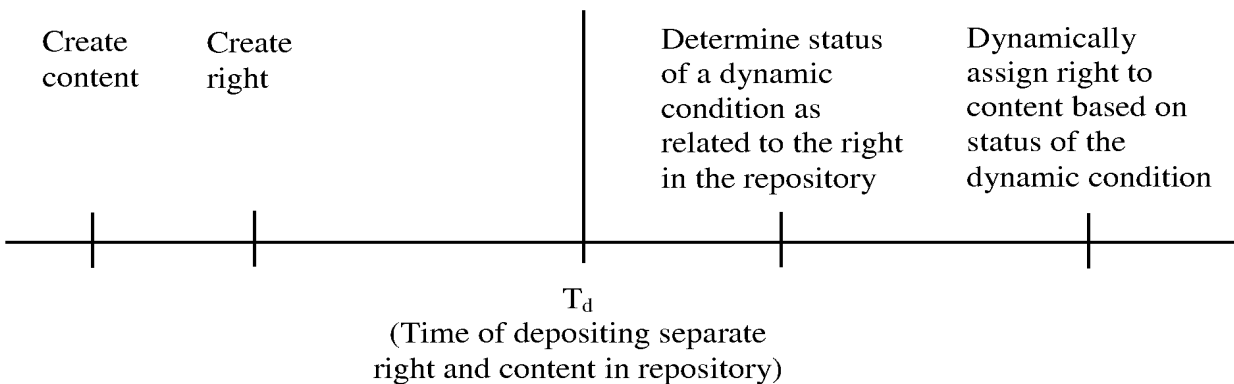 Create
content
Create
right
Determine status
of a dynamic
condition as
related to the right
in the repository
Dynamically
assign right to
content based on
status of the
dynamic condition
Td
(Time of depositing separate
right and content in repository)